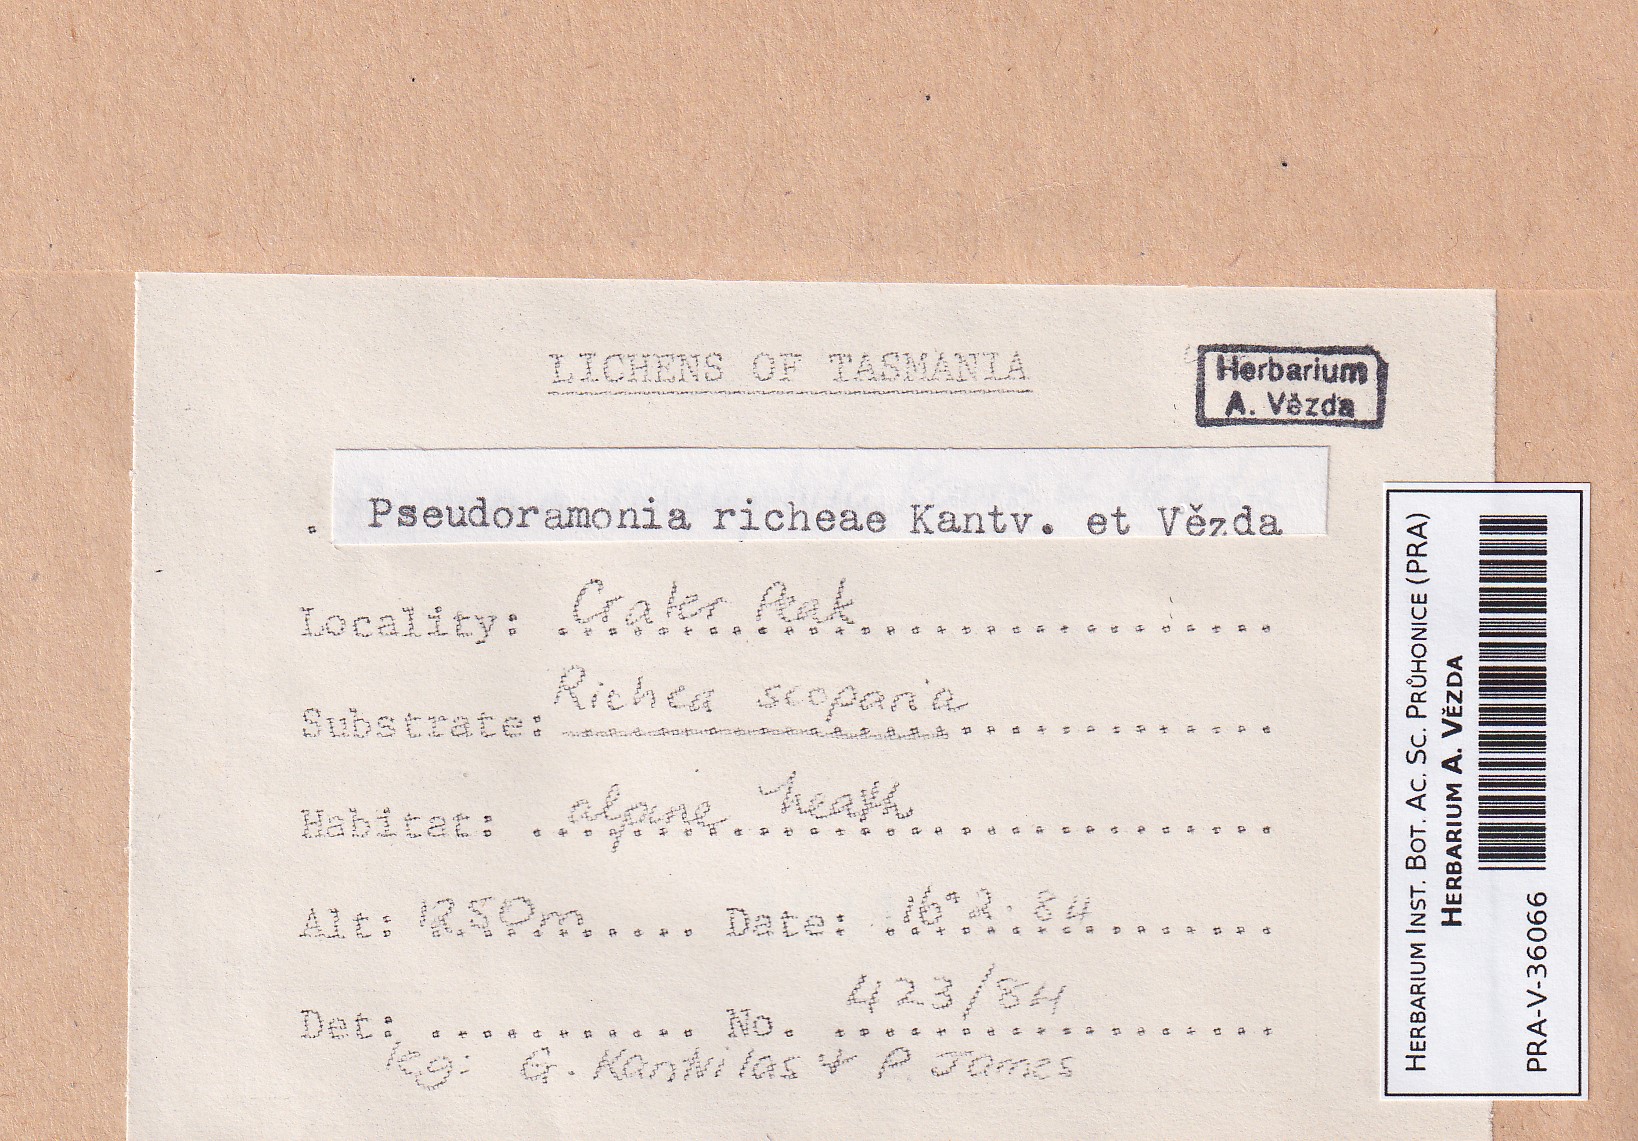 LICHENS OF TASMANIA
Herbarium
A. Vězda
. Pseudoramonia richeae Kantv. et Vězda
Locality: Crater Peak
Substrate: Richea scoparia
Habitat: alpine heath
Alt: 1250m Date: 16.2.84
Det: No. 423/84
leg: G. Kantvilas & P. James
HERBARIUM INST. BOT. AC. SC. PRŮHONICE (PRA)
HERBARIUM A. VĚZDA
PRA-V-36066